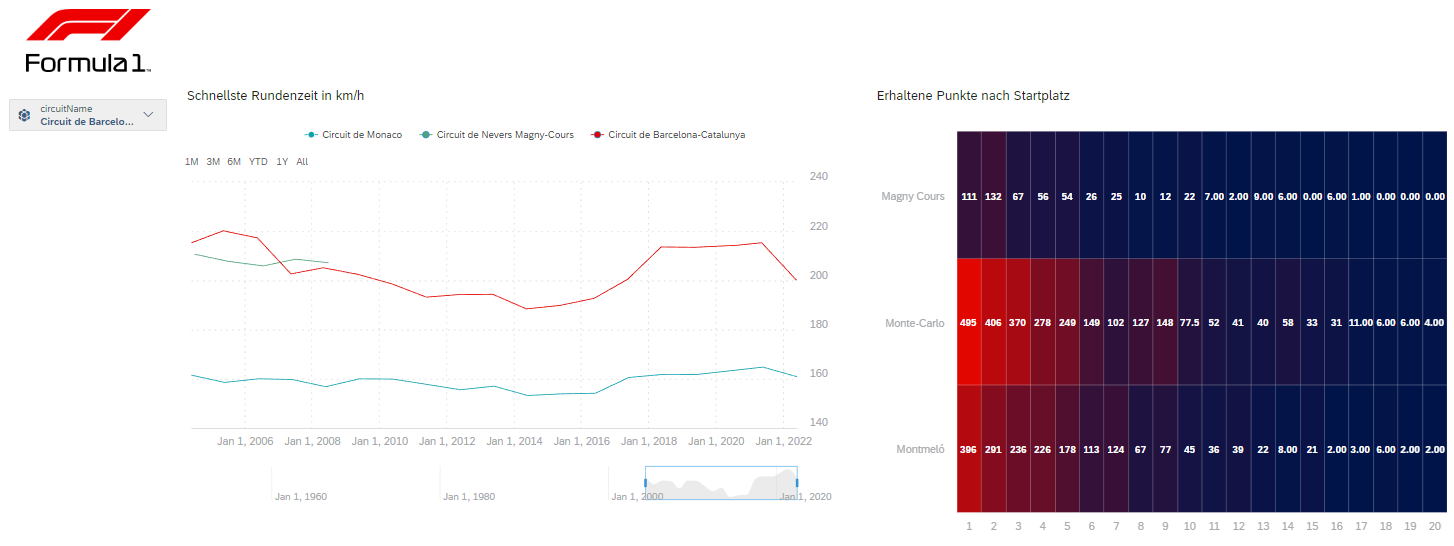 Formula 1
circuitName
Circuit de Barcelo...
Schnellste Rundenzeit in km/h
Circuit de Monaco Circuit de Nevers Magny-Cours Circuit de Barcelona-Catalunya
1M 3M 6M YTD 1Y All
240
220
200
180
160
140
Jan 1, 2006 Jan 1, 2008 Jan 1, 2010 Jan 1, 2012 Jan 1, 2014 Jan 1, 2016 Jan 1, 2018 Jan 1, 2020 Jan 1, 2022
Jan 1, 1960 Jan 1, 1980 Jan 1, 2000 Jan 1, 2020
Erhaltene Punkte nach Startplatz
Magny Cours 111 132 67 56 54 26 25 10 12 22 7.00 2.00 9.00 6.00 0.00 6.00 1.00 0.00 0.00 0.00
Monte-Carlo 495 406 370 278 249 149 102 127 148 77.5 52 41 40 58 33 31 11.00 6.00 6.00 4.00
Montmeló 396 291 236 226 178 113 124 67 77 45 36 39 22 8.00 21 2.00 3.00 6.00 2.00 2.00
1 2 3 4 5 6 7 8 9 10 11 12 13 14 15 16 17 18 19 20